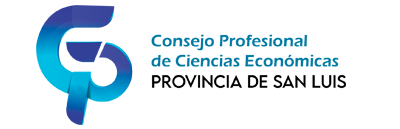 Consejo Profesional
de Ciencias Económicas
PROVINCIA DE SAN LUIS